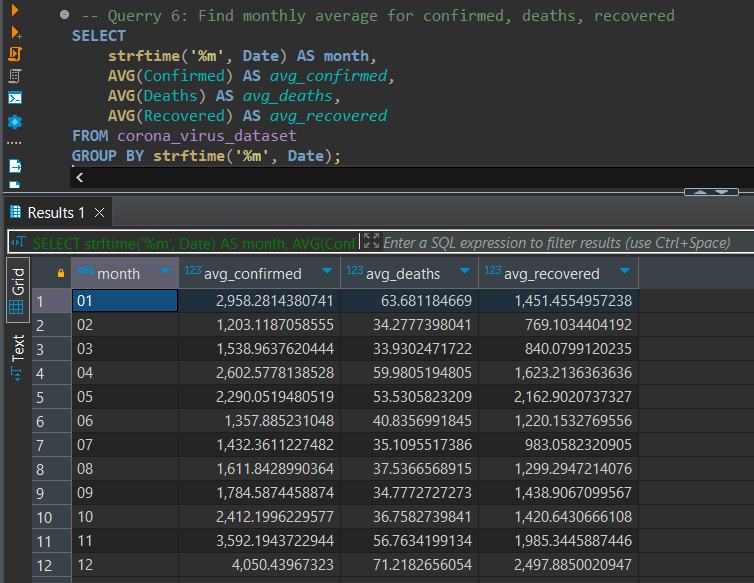 -- Querry 6: Find monthly average for confirmed, deaths, recovered
SELECT
strftime('%m', Date) AS month,
AVG(Confirmed) AS avg_confirmed,
AVG(Deaths) AS avg_deaths,
AVG(Recovered) AS avg_recovered
FROM corona_virus_dataset
GROUP BY strftime('%m', Date);
Results 1
SELECT strftime('%m', Date) AS month, AVG(Conf Enter a SQL expression to filter results (use Ctrl+Space)
Grid
Text
abc month 123 avg_confirmed 123 avg_deaths 123 avg_recovered
1 01 2,958.2814380741 63.681184669 1,451.4554957238
2 02 1,203.1187058555 34.2777398041 769.1034404192
3 03 1,538.9637620444 33.9302471722 840.0799120235
4 04 2,602.5778138528 59.9805194805 1,623.2136363636
5 05 2,290.0519480519 53.5305823209 2,162.9020737327
6 06 1,357.885231048 40.8356991845 1,220.1532769556
7 07 1,432.3611227482 35.1095517386 983.0582320905
8 08 1,611.8428990364 37.5366568915 1,299.2947214076
9 09 1,784.5874458874 34.7772727273 1,438.9067099567
10 10 2,412.1996229577 36.7582739841 1,420.6430666108
11 11 3,592.1943722944 56.7634199134 1,985.3445887446
12 12 4,050.43967323 71.2182656054 2,497.8850020947